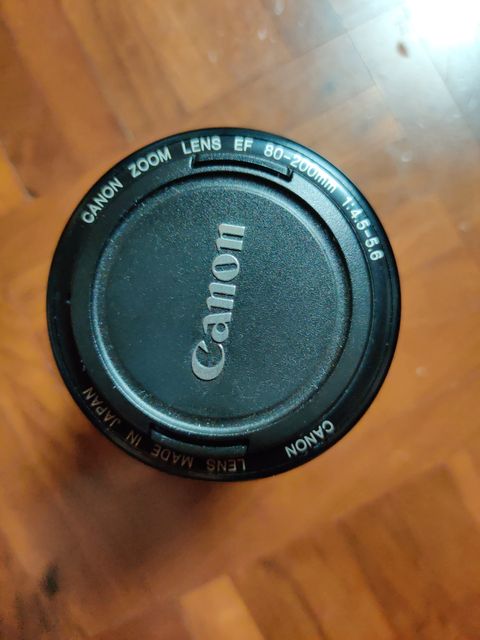 CANON ZOOM LENS EF 80-200mm 1:4.5-5.6
Canon
CANON
LENS MADE IN JAPAN